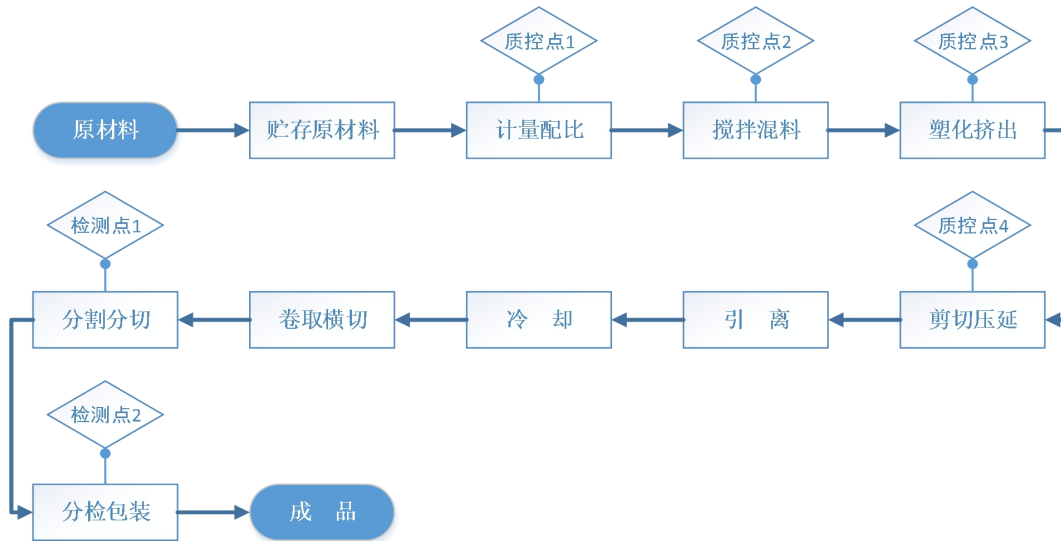 质控点1
质控点2
质控点3
原材料
贮存原材料
计量配比
搅拌混料
塑化挤出
检测点1
质控点4
分割分切
卷取横切
冷 却
引 离
剪切压延
检测点2
分检包装
成 品